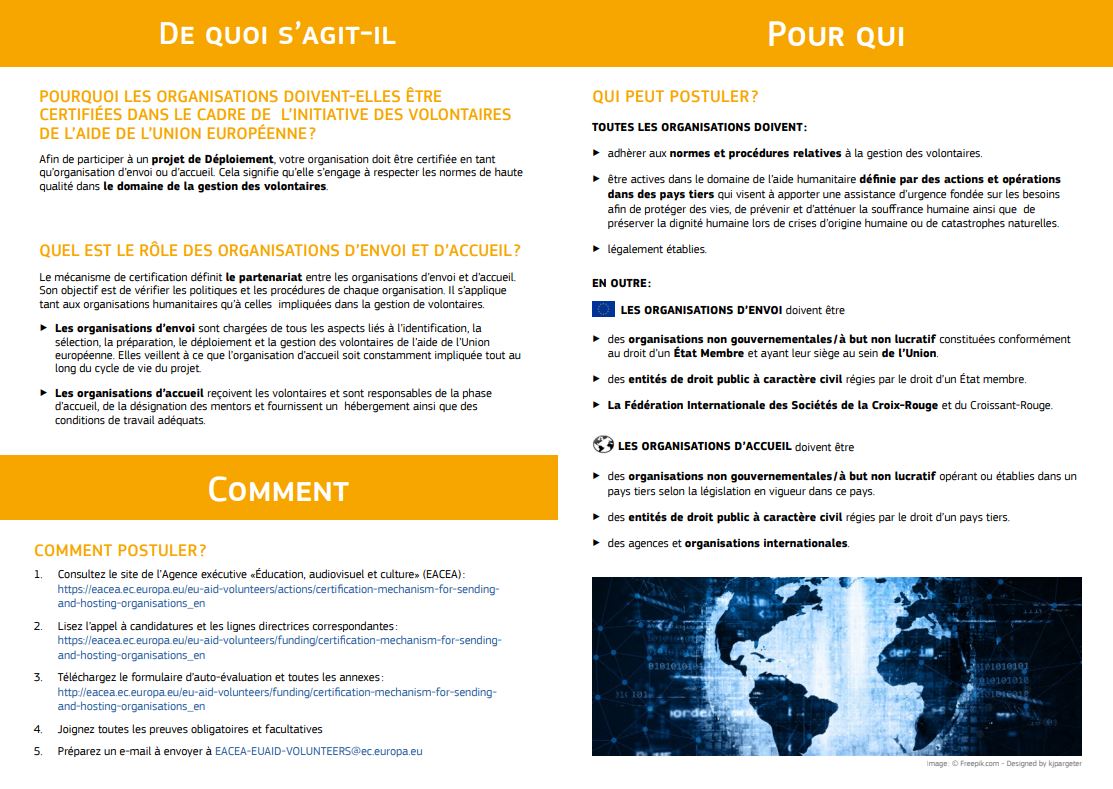 De quoi s’agit-il
POURQUOI LES ORGANISATIONS DOIVENT-ELLES ÊTRE
CERTIFIÉES DANS LE CADRE DE L’INITIATIVE DES VOLONTAIRES
DE L’AIDE DE L’UNION EUROPÉENNE?
Afin de participer à un projet de Déploiement, votre organisation doit être certifiée en tant
qu’organisation d’envoi ou d’accueil. Cela signifie qu’elle s’engage à respecter les normes de haute
qualité dans le domaine de la gestion des volontaires.
QUEL EST LE RÔLE DES ORGANISATIONS D’ENVOI ET D’ACCUEIL?
Le mécanisme de certification définit le partenariat entre les organisations d’envoi et d’accueil.
Son objectif est de vérifier les politiques et les procédures de chaque organisation. Il s’applique
tant aux organisations humanitaires qu’à celles impliquées dans la gestion de volontaires.
► Les organisations d’envoi sont chargées de tous les aspects liés à l’identification, la
sélection, la préparation, le déploiement et la gestion des volontaires de l’aide de l’Union
européenne. Elles veillent à ce que l’organisation d’accueil soit constamment impliquée tout au
long du cycle de vie du projet.
► Les organisations d’accueil reçoivent les volontaires et sont responsables de la phase
d’accueil, de la désignation des mentors et fournissent un hébergement ainsi que des
conditions de travail adéquats.
Comment
COMMENT POSTULER?
1. Consultez le site de l’Agence exécutive «Éducation, audiovisuel et culture» (EACEA):
https://eacea.ec.europa.eu/eu-aid-volunteers/actions/certification-mechanism-for-sending-
and-hosting-organisations_en
2. Lisez l’appel à candidatures et les lignes directrices correspondantes:
https://eacea.ec.europa.eu/eu-aid-volunteers/funding/certification-mechanism-for-sending-
and-hosting-organisations_en
3. Téléchargez le formulaire d’auto-évaluation et toutes les annexes:
http://eacea.ec.europa.eu/eu-aid-volunteers/funding/certification-mechanism-for-sending-
and-hosting-organisations_en
4. Joignez toutes les preuves obligatoires et facultatives
5. Préparez un e-mail à envoyer à EACEA-EUAID-VOLUNTEERS@ec.europa.eu
Pour qui
QUI PEUT POSTULER?
TOUTES LES ORGANISATIONS DOIVENT:
► adhèrer aux normes et procédures relatives à la gestion des volontaires.
► être actives dans le domaine de l’aide humanitaire définie par des actions et opérations
dans des pays tiers qui visent à apporter une assistance d’urgence fondée sur les besoins
afin de protéger des vies, de prévenir et d’atténuer la souffrance humaine ainsi que de
préserver la dignité humaine lors de crises d’origine humaine ou de catastrophes naturelles.
► légalement établies.
EN OUTRE:
LES ORGANISATIONS D’ENVOI doivent être
► des organisations non gouvernementales/à but non lucratif constituées conformément
au droit d’un État Membre et ayant leur siège au sein de l’Union.
► des entités de droit public à caractère civil régies par le droit d’un État membre.
► La Fédération Internationale des Sociétés de la Croix-Rouge et du Croissant-Rouge.
LES ORGANISATIONS D’ACCUEIL doivent être
► des organisations non gouvernementales/à but non lucratif opérant ou établies dans un
pays tiers selon la législation en vigueur dans ce pays.
► des entités de droit public à caractère civil régies par le droit d’un pays tiers.
► des agences et organisations internationales.
Image: © Freepik.com - Designed by kjpargeter